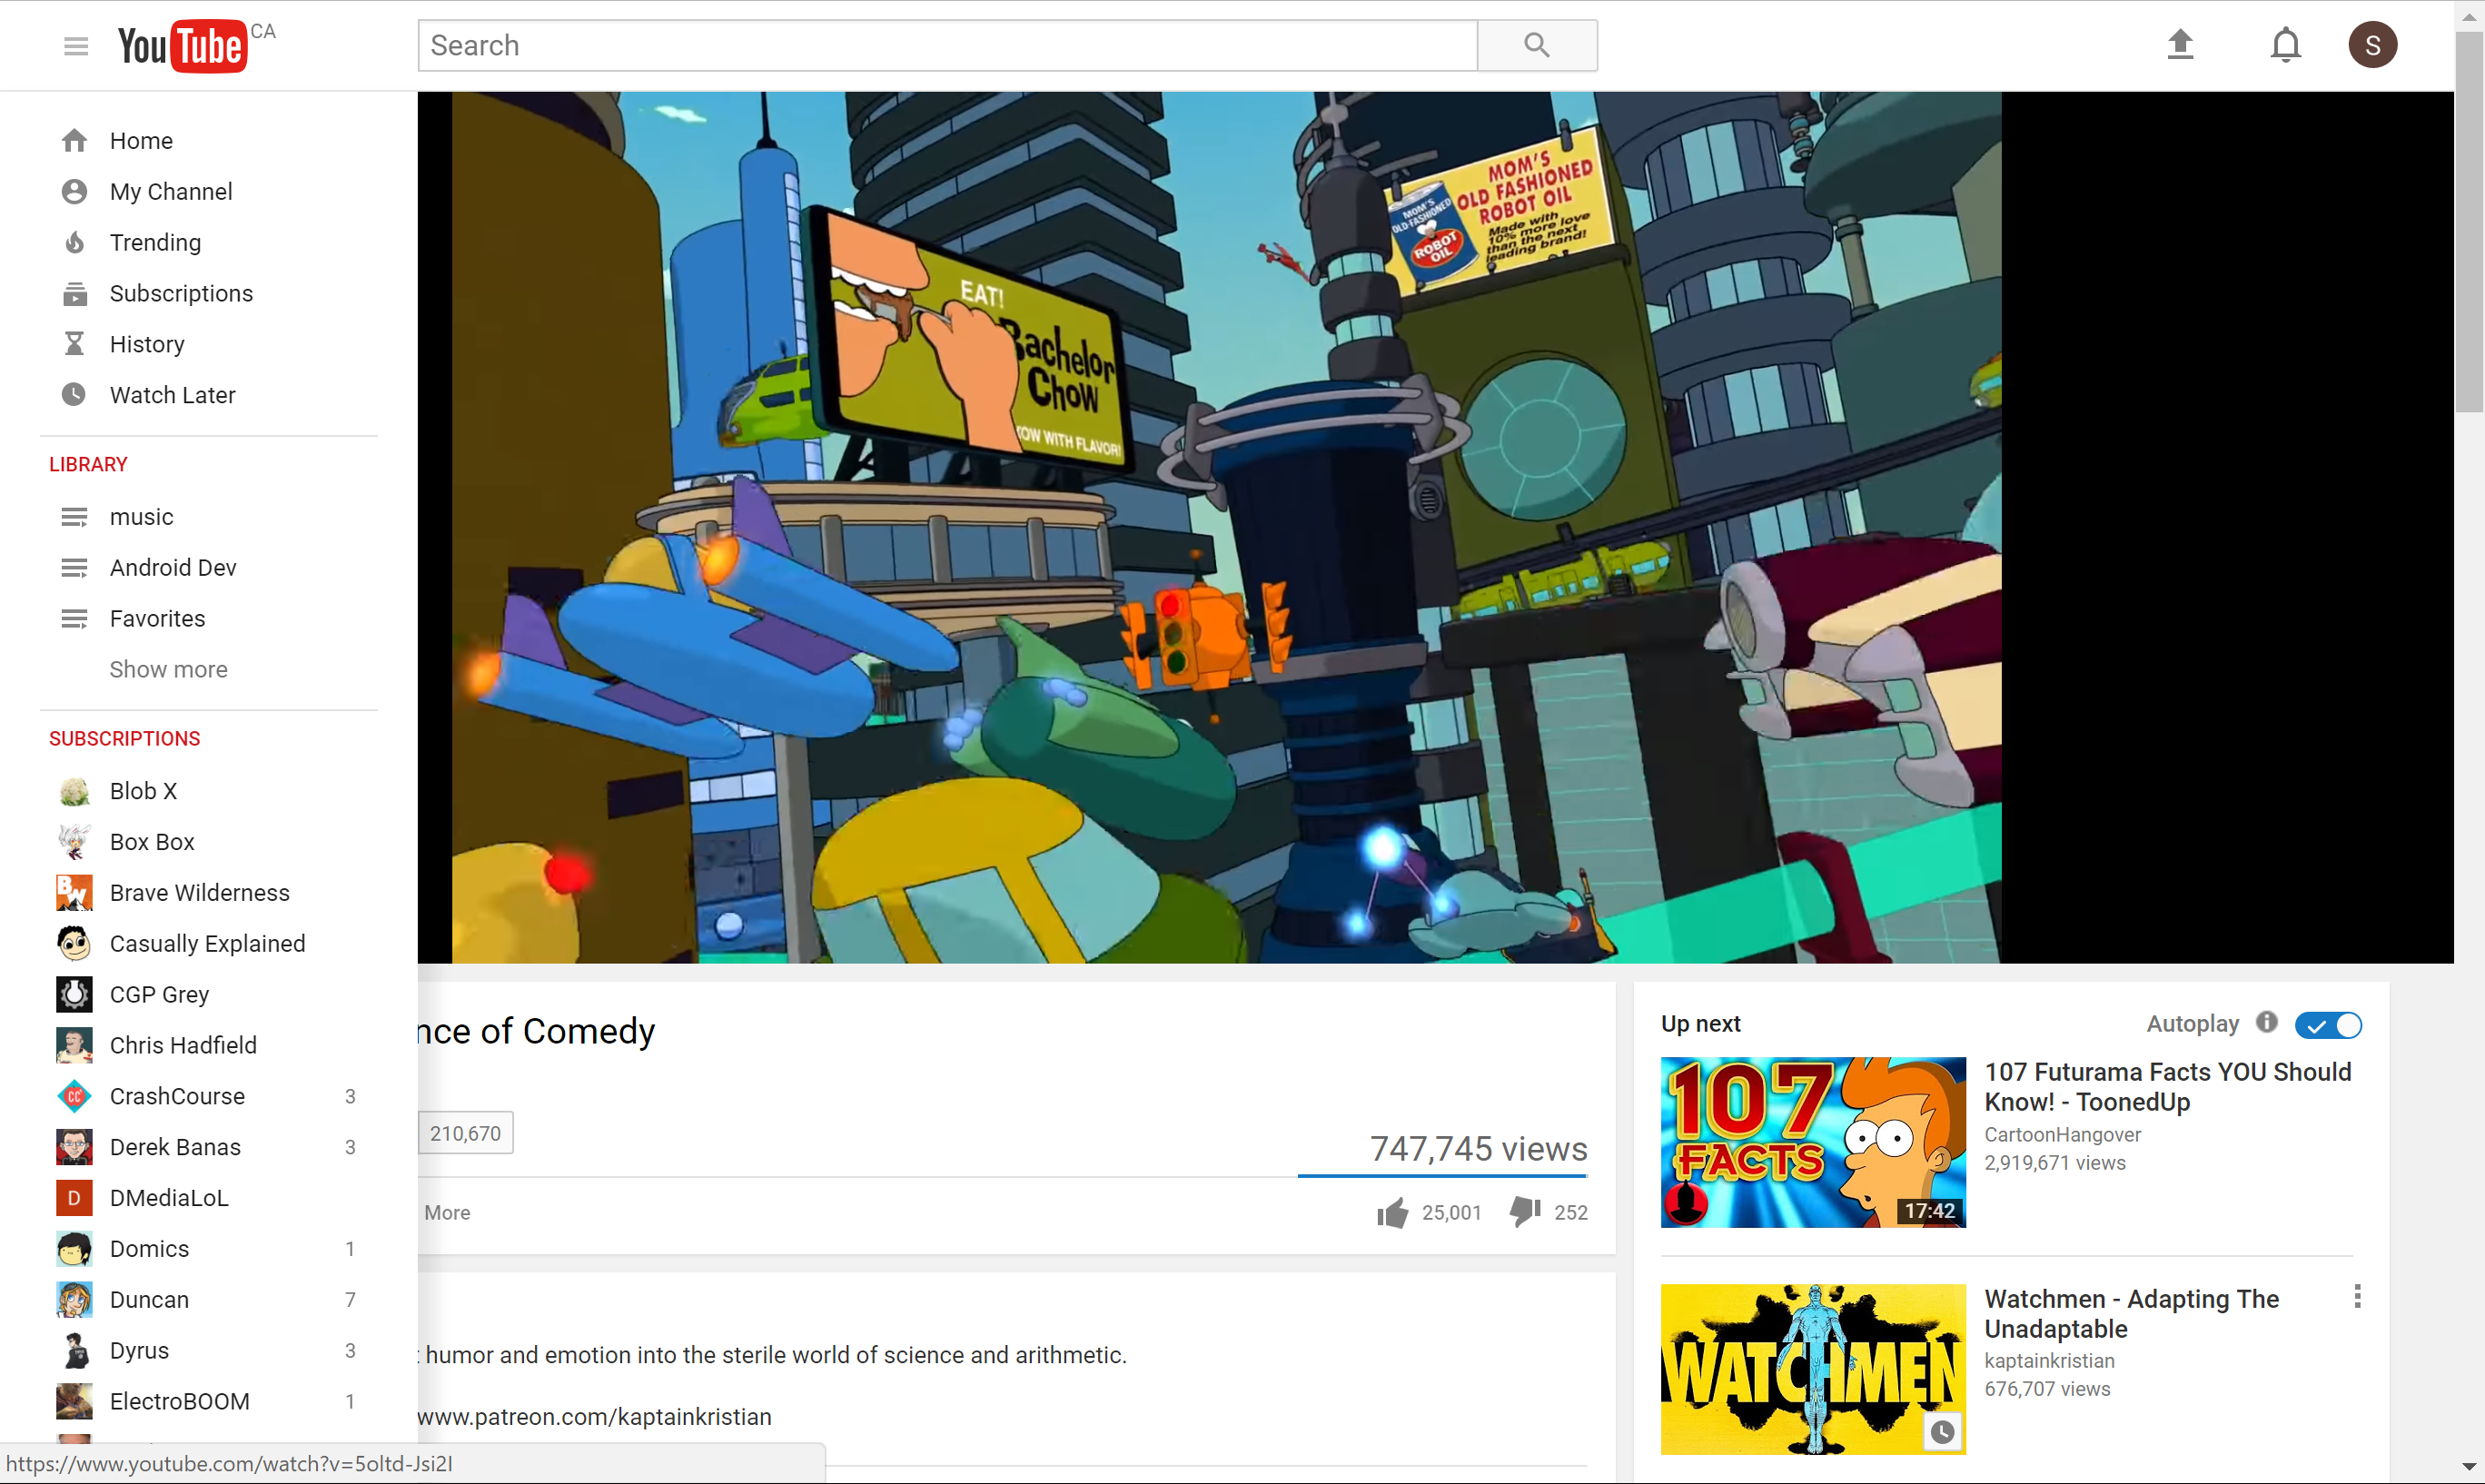 YouTube CA
Search
S
Home
My Channel
Trending
Subscriptions
History
Watch Later
LIBRARY
music
Android Dev
Favorites
Show more
SUBSCRIPTIONS
Blob X
Box Box
Brave Wilderness
Casually Explained
CGP Grey
Chris Hadfield
CrashCourse 3
Derek Banas 3
D DMediaLoL
Domics 1
Duncan 7
Dyrus 3
ElectroBOOM 1
https://www.youtube.com/watch?v=5oltd-Jsi2I
EAT!
Bachelor
Chow
OW WITH FLAVOR!
MOM'S
OLD FASHIONED
ROBOT OIL
Made with
10% more love
than the next
leading brand!
MOM'S
OLD-FASHIONED
ROBOT
OIL
nce of Comedy
210,670
747,745 views
More
25,001 252
humor and emotion into the sterile world of science and arithmetic.
www.patreon.com/kaptainkristian
Up next
Autoplay
107
FACTS
17:42
107 Futurama Facts YOU Should
Know! - ToonedUp
CartoonHangover
2,919,671 views
WATCHMEN
Watchmen - Adapting The
Unadaptable
kaptainkristian
676,707 views